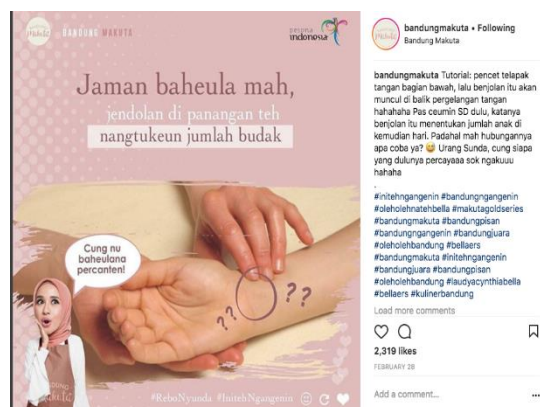 BANDUNG MAKUTA
pesona
indonesia
Jaman baheula mah,
jendolan di panangan teh
nangtukeun jumlah budak
Cung nu
baheulana
percanten!
??
??
#ReboNyunda #InitehNgangenin
bandungmakuta • Following
Bandung Makuta
bandungmakuta Tutorial: pencet telapak
tangan bagian bawah, lalu benjolan itu akan
muncul di balik pergelangan tangan
hahahaha Pas ceumin SD dulu, katanya
benjolan itu menentukan jumlah anak di
kemudian hari. Padahal mah hubungannya
apa coba ya? 😅 Urang Sunda, cung siapa
yang dulunya percayaaa sok ngakuuu
hahaha
.
#initehngangenin #bandungngangenin
#oleholehnatehbella #makutagoldseries
#bandungmakuta #bandungpisan
#bandungngangenin #bandungjuara
#oleholehbandung #bellaers
#bandungmakuta #initehngangenin
#bandungjuara #bandungpisan
#oleholehbandung #laudyacynthiabella
#bellaers #kulinerbandung
Load more comments
2,319 likes
FEBRUARY 28
Add a comment...